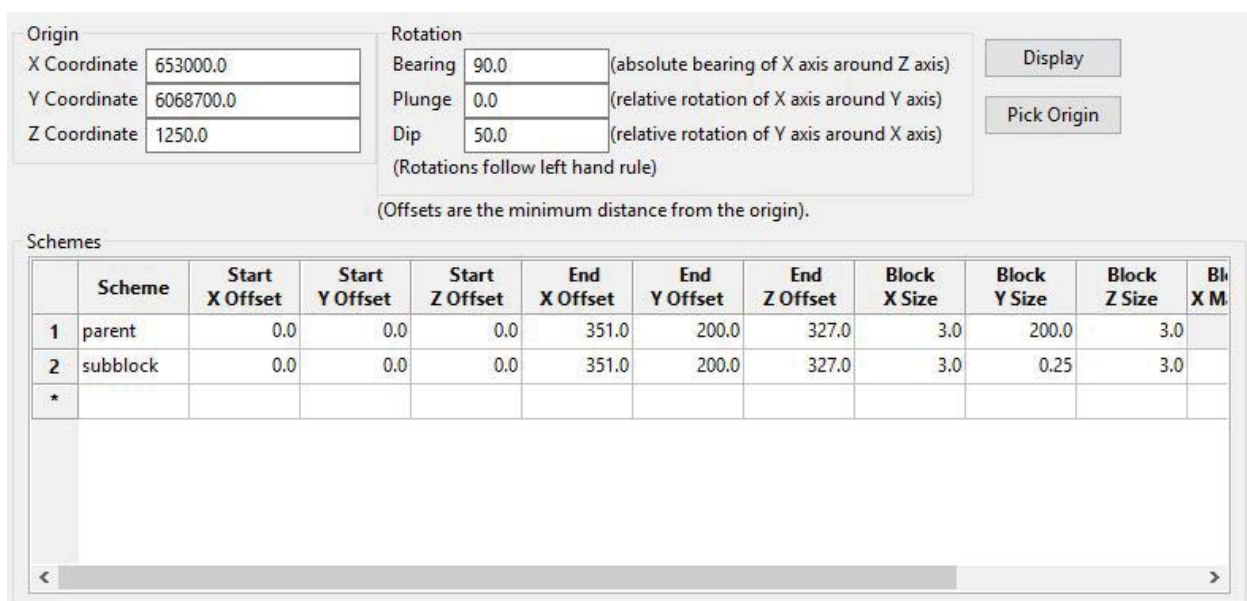 Origin
X Coordinate 653000.0
Y Coordinate 6068700.0
Z Coordinate 1250.0
Rotation
Bearing 90.0 (absolute bearing of X axis around Z axis)
Plunge 0.0 (relative rotation of X axis around Y axis)
Dip 50.0 (relative rotation of Y axis around X axis)
(Rotations follow left hand rule)
Display
Pick Origin
(Offsets are the minimum distance from the origin).
Schemes
Scheme Start X Offset Start Y Offset Start Z Offset End X Offset End Y Offset End Z Offset Block X Size Block Y Size Block Z Size X
1 parent 0.0 0.0 0.0 351.0 200.0 327.0 3.0 200.0 3.0
2 subblock 0.0 0.0 0.0 351.0 200.0 327.0 3.0 0.25 3.0
*